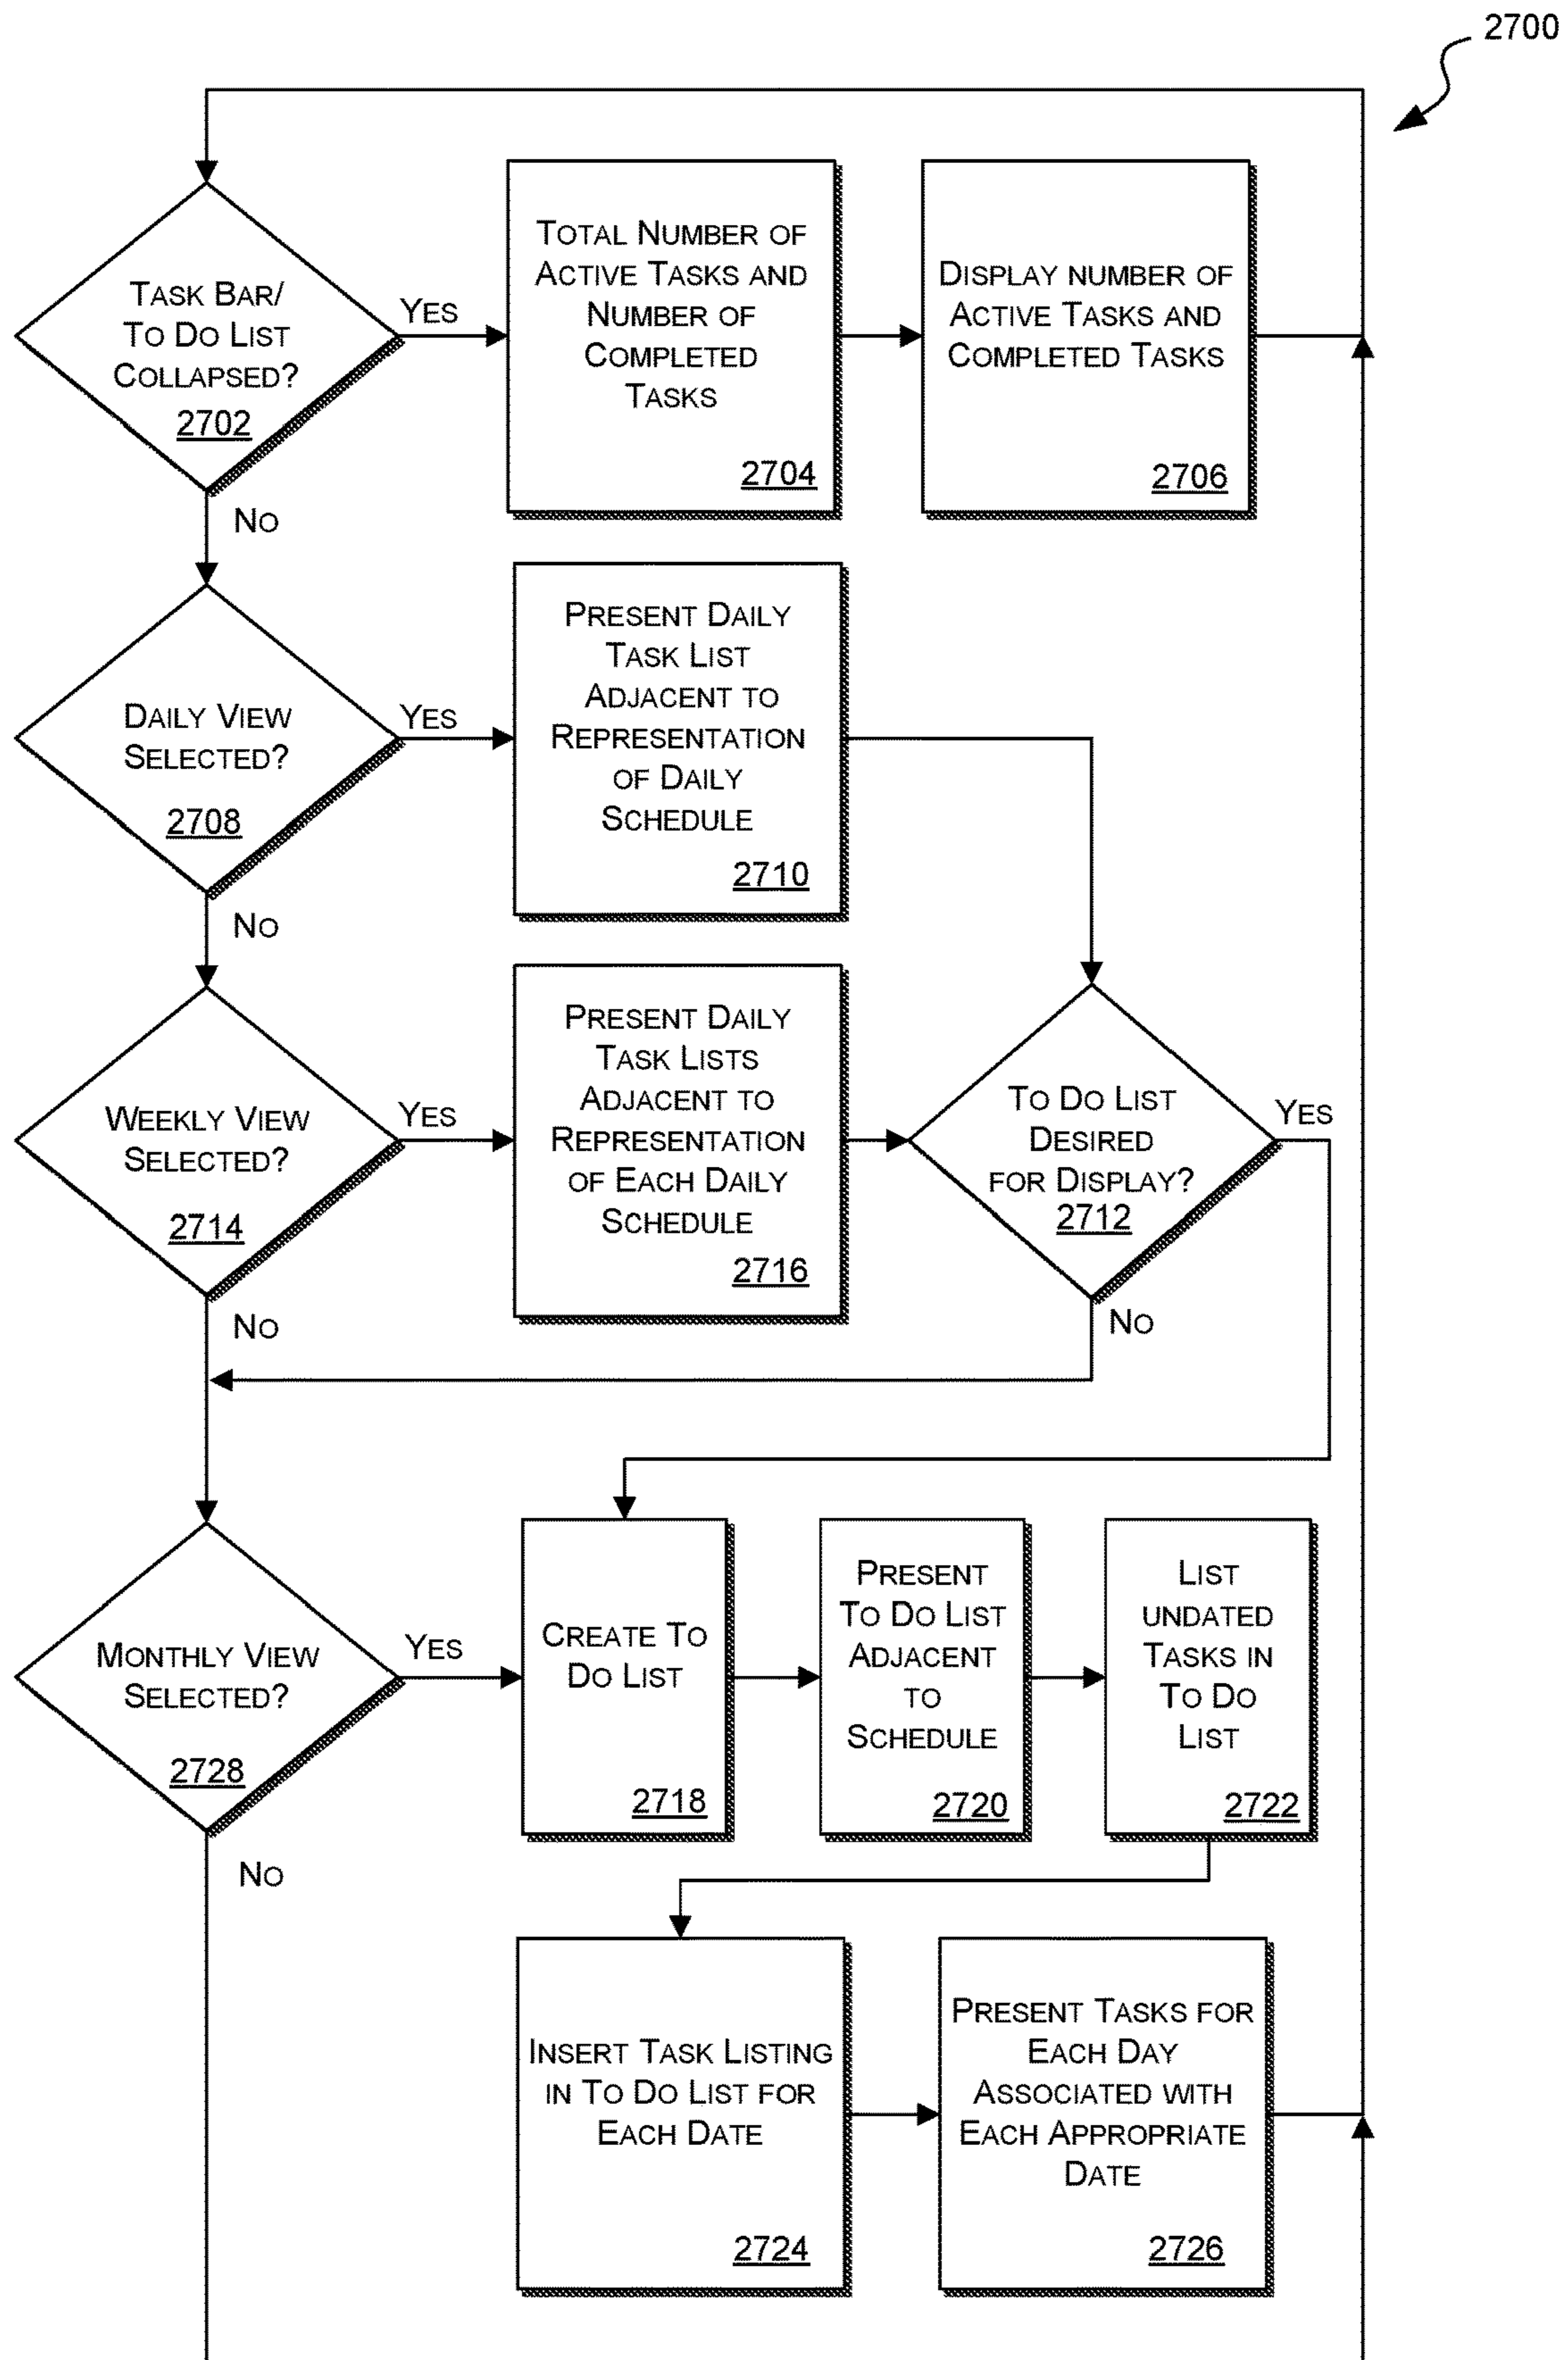 2700
TASK BAR/
TO DO LIST
COLLAPSED?
2702
YES
NO
TOTAL NUMBER OF
ACTIVE TASKS AND
NUMBER OF
COMPLETED
TASKS
2704
DISPLAY NUMBER OF
ACTIVE TASKS AND
COMPLETED TASKS
2706
DAILY VIEW
SELECTED?
2708
YES
NO
PRESENT DAILY
TASK LIST
ADJACENT TO
REPRESENTATION
OF DAILY
SCHEDULE
2710
WEEKLY VIEW
SELECTED?
2714
YES
NO
PRESENT DAILY
TASK LISTS
ADJACENT TO
REPRESENTATION
OF EACH DAILY
SCHEDULE
2716
TO DO LIST
DESIRED
FOR DISPLAY?
2712
YES
NO
MONTHLY VIEW
SELECTED?
2728
YES
NO
CREATE TO
DO LIST
2718
PRESENT
TO DO LIST
ADJACENT
TO
SCHEDULE
2720
LIST
UNDATED
TASKS IN
TO DO
LIST
2722
INSERT TASK LISTING
IN TO DO LIST FOR
EACH DATE
2724
PRESENT TASKS FOR
EACH DAY
ASSOCIATED WITH
EACH APPROPRIATE
DATE
2726